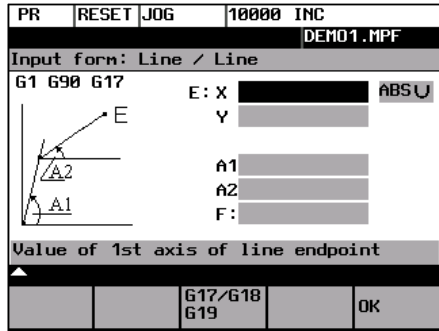 PR RESET JOG 10000 INC
DEMO1.MPF
Input form: Line / Line
G1 G90 G17
E: X ABS
E
Y
A2
A1
A1
A2
F:
Value of 1st axis of line endpoint
G17/G18
G19
OK